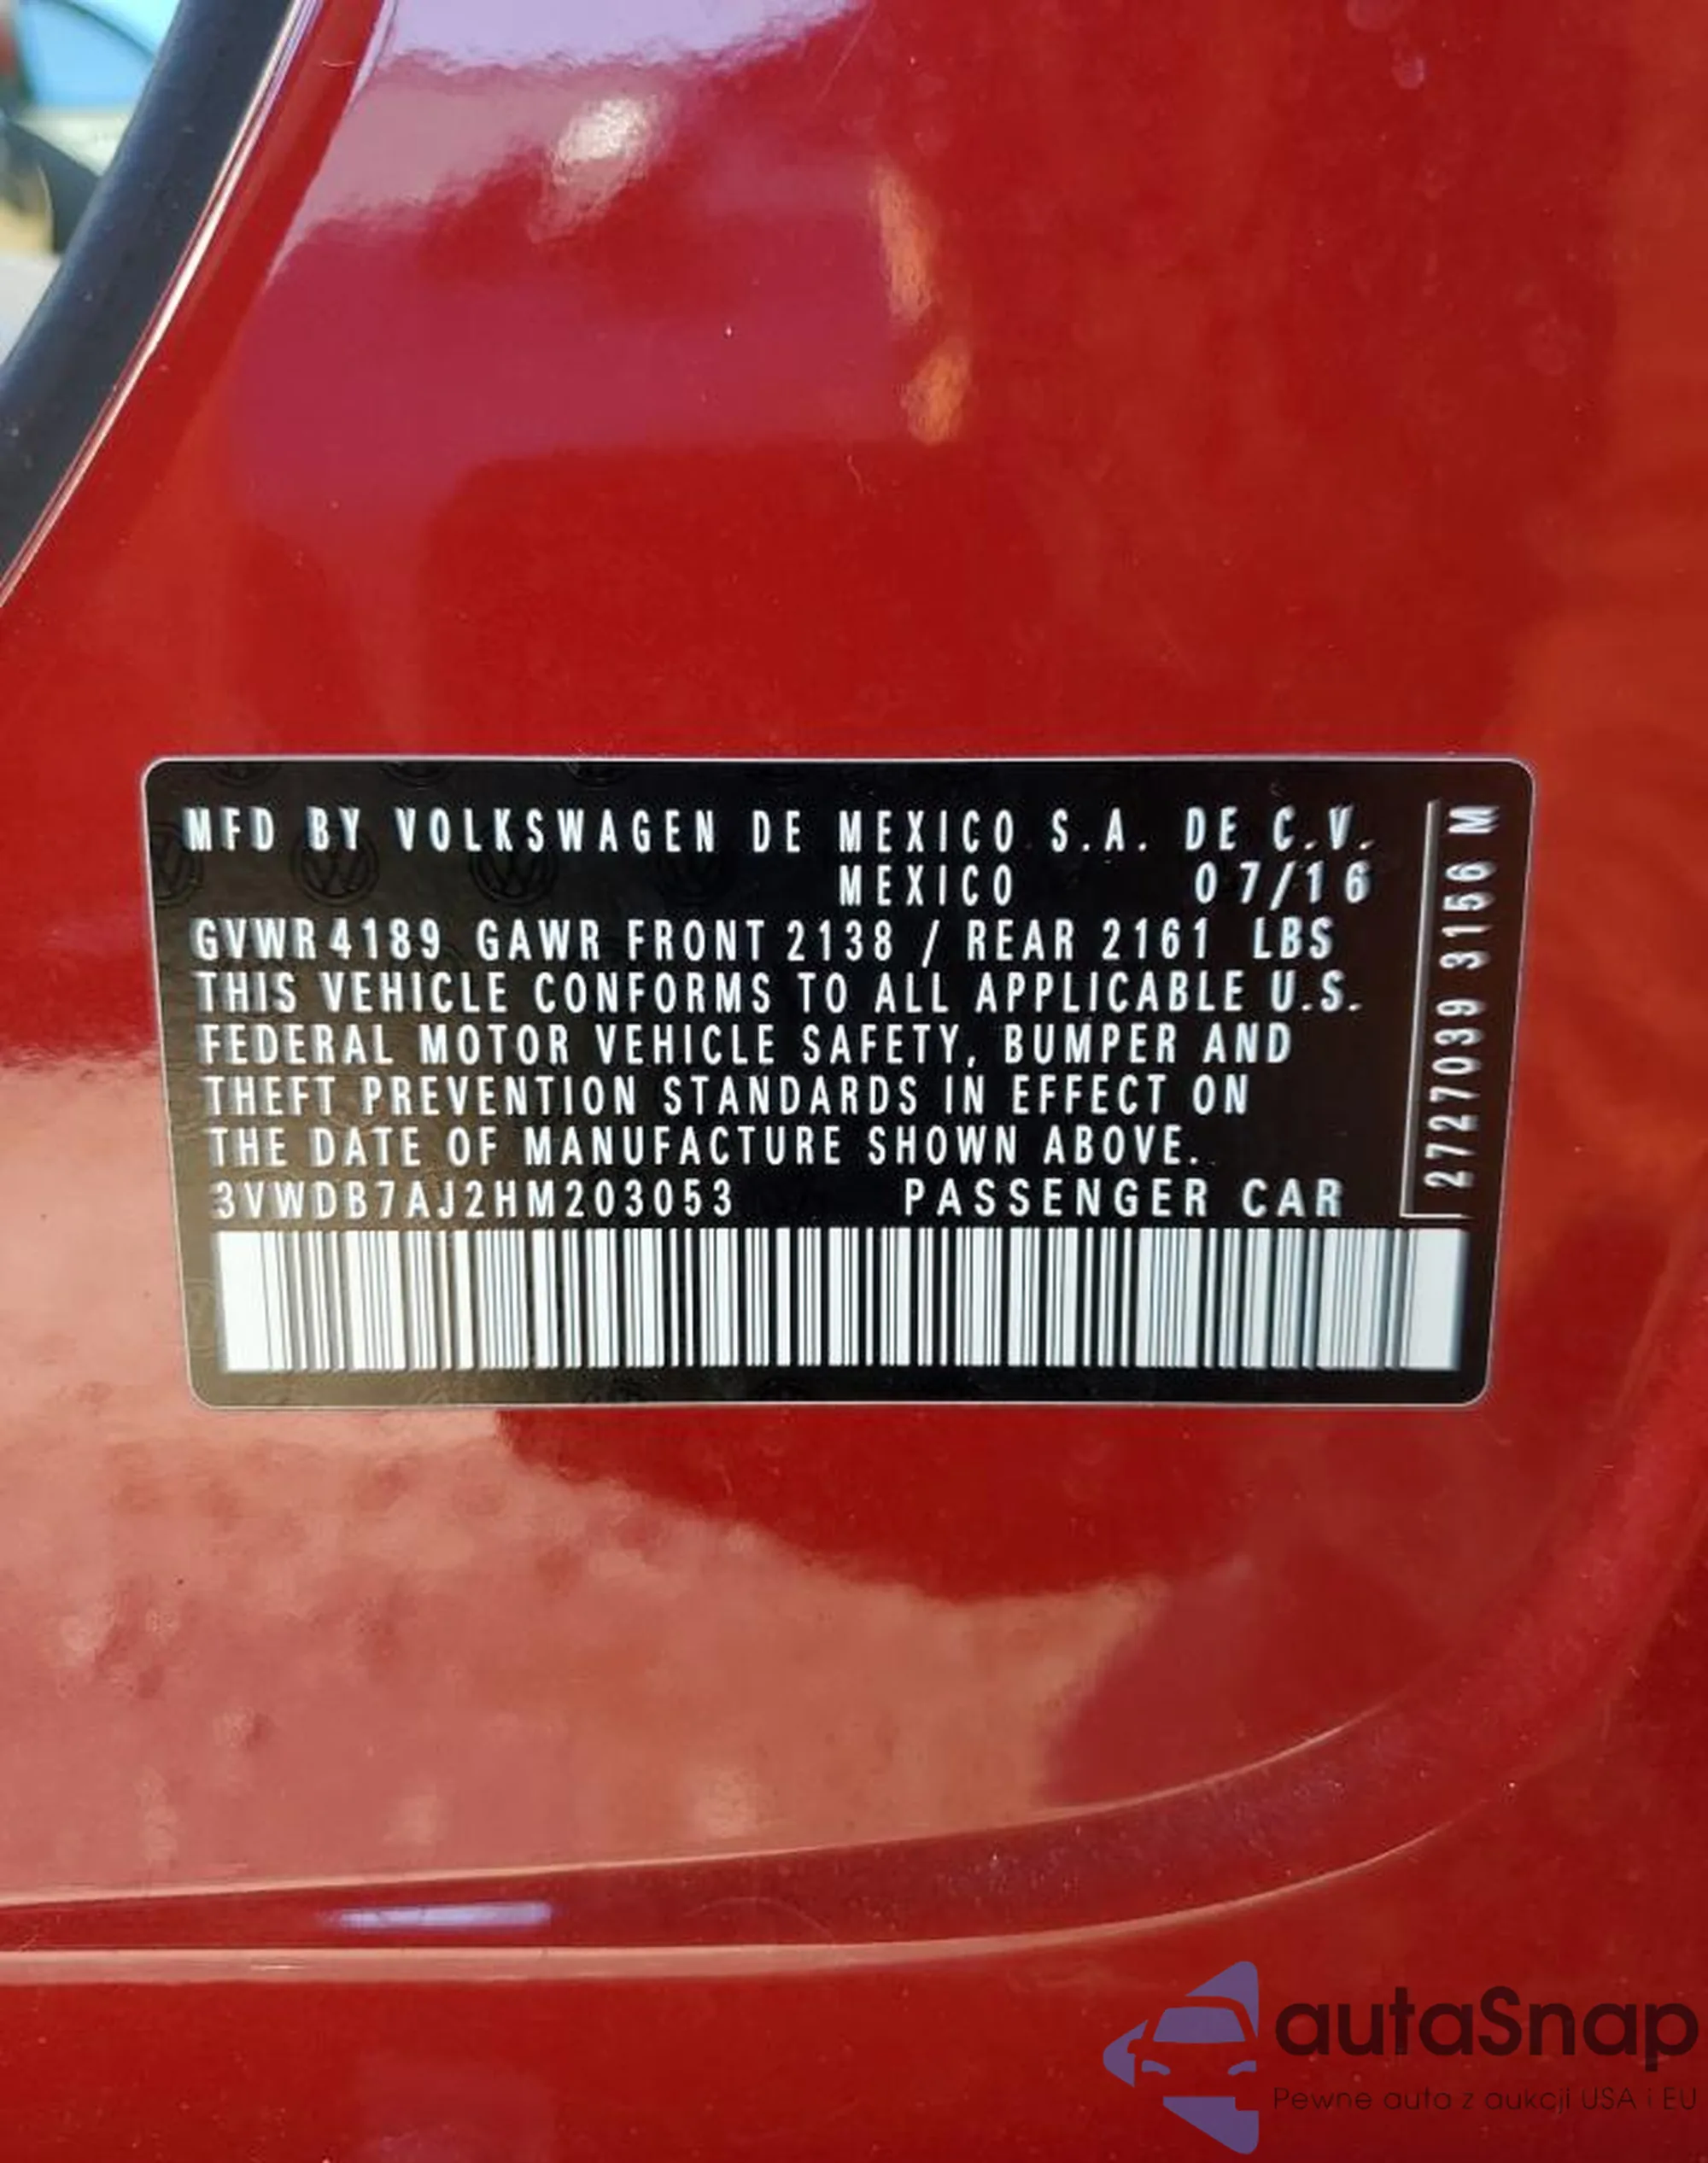 MFD BY VOLKSWAGEN DE MEXICO S.A. DE C.V.
MEXICO 07/16
GVWR 4189 GAWR FRONT 2138 / REAR 2161 LBS
THIS VEHICLE CONFORMS TO ALL APPLICABLE U.S.
FEDERAL MOTOR VEHICLE SAFETY, BUMPER AND
THEFT PREVENTION STANDARDS IN EFFECT ON
THE DATE OF MANUFACTURE SHOWN ABOVE.
3VWDB7AJ2HM203053 PASSENGER CAR
2727039 3156 M
autaSnap
Pewne auta z aukcji USA i EU